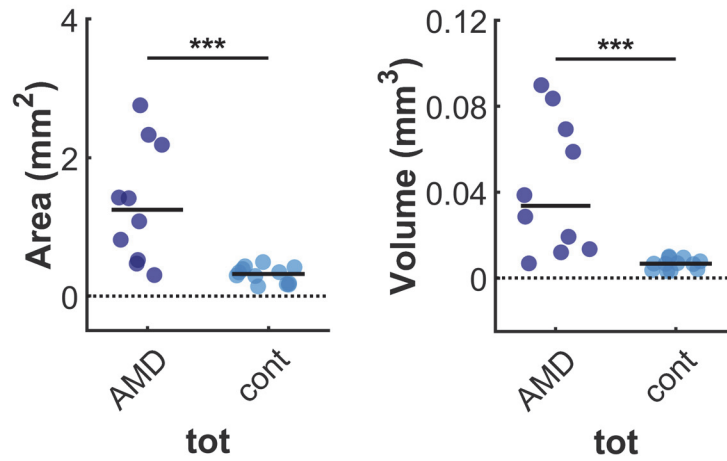 Area (mm²)
4
2
0
***
AMD
cont
tot
Volume (mm³)
0.12
0.08
0.04
0
***
AMD
cont
tot